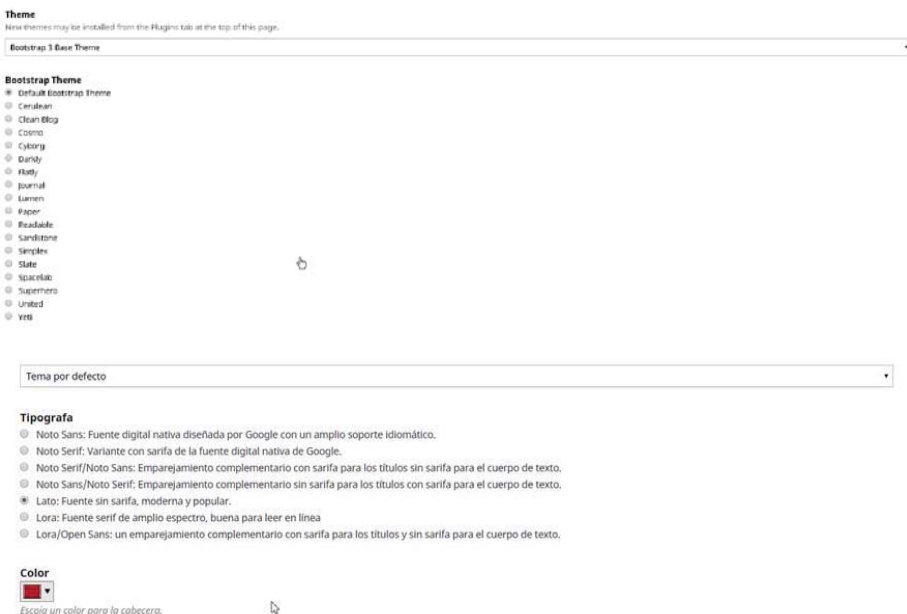 Theme
New themes may be installed from the Plugins tab at the top of this page.
Bootstrap 3 Base Theme
Bootstrap Theme
Default Bootstrap Theme
Cerulean
Clean Blog
Cosmo
Cyborg
Darkly
Flatly
Journal
Lumen
Paper
Readable
Sandstone
Simplex
Slate
Spacelab
Superhero
United
Yeti
Tema por defecto
Tipografa
Noto Sans: Fuente digital nativa diseñada por Google con un amplio soporte idiomático.
Noto Serif: Variante con sarifa de la fuente digital nativa de Google.
Noto Serif/Noto Sans: Emparejamiento complementario con sarifa para los títulos sin sarifa para el cuerpo de texto.
Noto Sans/Noto Serif: Emparejamiento complementario sin sarifa para los títulos con sarifa para el cuerpo de texto.
Lato: Fuente sin sarifa, moderna y popular.
Lora: Fuente serif de amplio espectro, buena para leer en línea
Lora/Open Sans: un emparejamiento complementario con sarifa para los títulos y sin sarifa para el cuerpo de texto.
Color
Escoja un color para la cabecera.